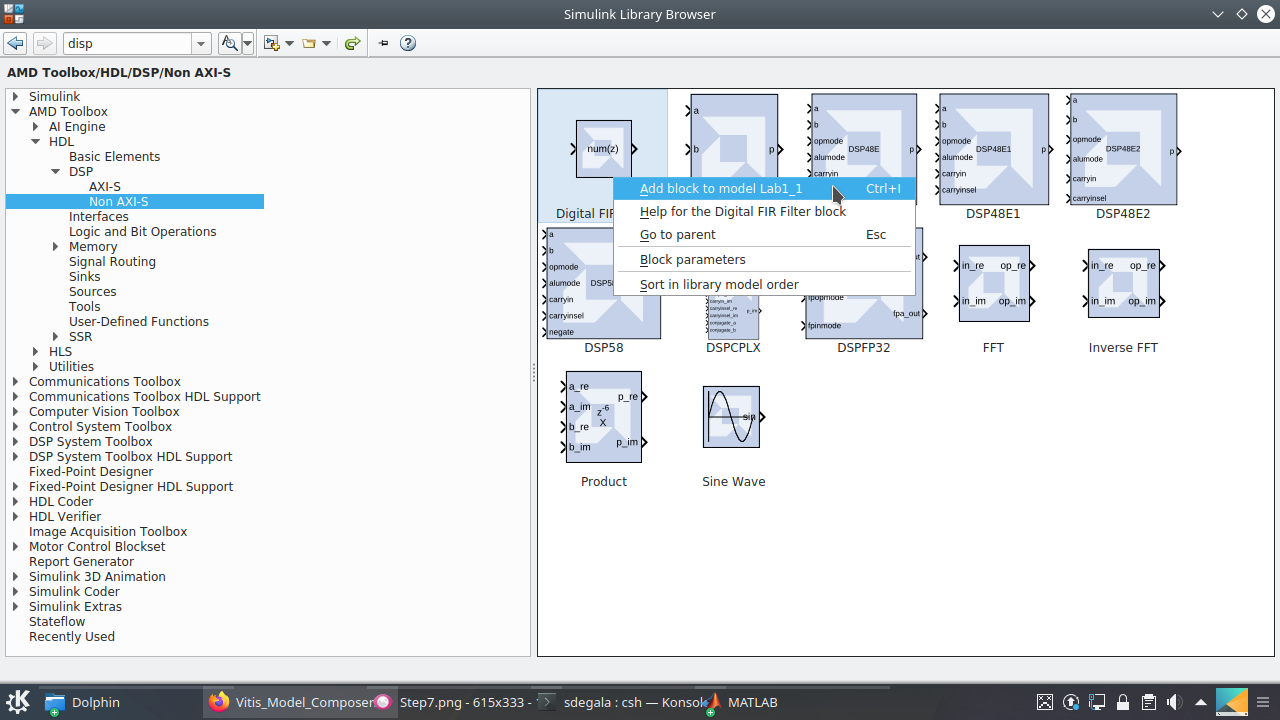 Simulink Library Browser
disp
AMD Toolbox/HDL/DSP/Non AXI-S
Simulink
AMD Toolbox
AI Engine
HDL
Basic Elements
DSP
AXI-S
Non AXI-S
Interfaces
Logic and Bit Operations
Memory
Signal Routing
Sinks
Sources
Tools
User-Defined Functions
SSR
HLS
Utilities
Communications Toolbox
Communications Toolbox HDL Support
Computer Vision Toolbox
Control System Toolbox
DSP System Toolbox
DSP System Toolbox HDL Support
Fixed-Point Designer
Fixed-Point Designer HDL Support
HDL Coder
HDL Verifier
Image Acquisition Toolbox
Motor Control Blockset
Report Generator
Simulink 3D Animation
Simulink Coder
Simulink Extras
Stateflow
Recently Used
num(z)
Digital FIR
a
b
p
a
b
opmode
alumode
carryin
DSP48E
p
a
b
opmode
alumode
carryin
carryinsel
DSP48E1
p
DSP48E1
a
b
opmode
alumode
carryin
carryinsel
DSP48E2
p
DSP48E2
Add block to model Lab1_1 Ctrl+I
Help for the Digital FIR Filter block
Go to parent Esc
Block parameters
Sort in library model order
a
b
opmode
alumode
carryin
carryinsel
negate
DSP58
carryinsel_re
carryinsel_im
conjugate_a
conjugate_b
p_im
DSPCPLX
fpopmode
fpinmode
fpa_out
DSPFP32
in_re op_re
in_im op_im
FFT
in_re op_re
in_im op_im
Inverse FFT
a_re
a_im
b_re
b_im
z-6
X
p_re
p_im
Product
sin
Sine Wave
Dolphin
Vitis_Model_Composer
Step7.png - 615x333 -
sdegala : csh — Konsol
MATLAB